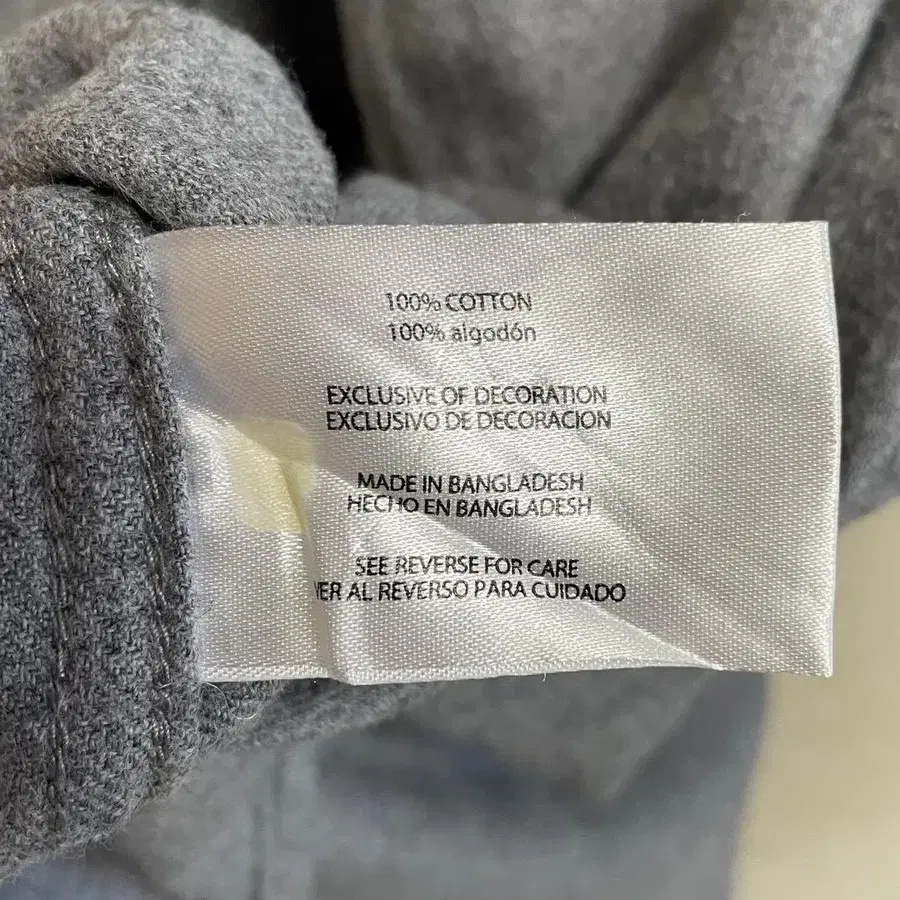 100% COTTON
100% algodón
EXCLUSIVE OF DECORATION
EXCLUSIVO DE DECORACION
MADE IN BANGLADESH
HECHO EN BANGLADESH
SEE REVERSE FOR CARE
VER AL REVERSO PARA CUIDADO